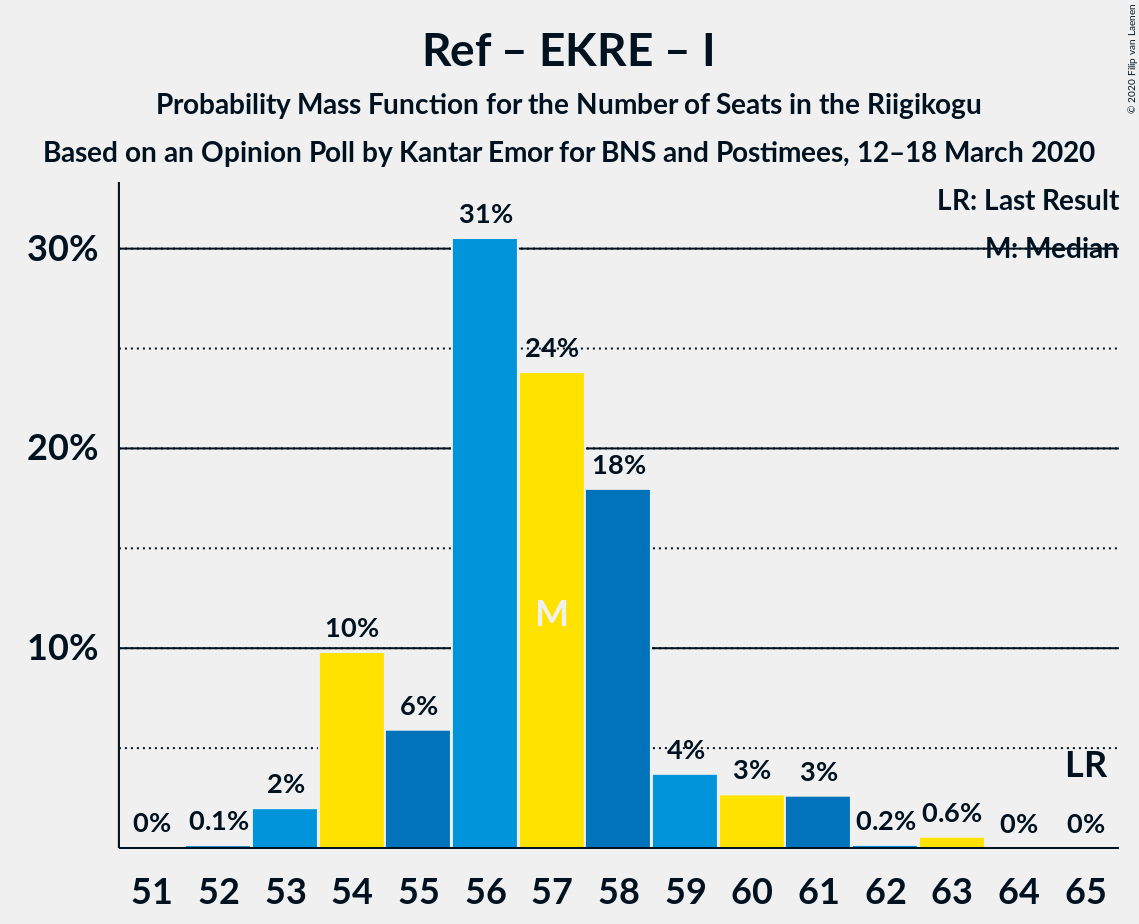 Ref – EKRE – I
Probability Mass Function for the Number of Seats in the Riigikogu
Based on an Opinion Poll by Kantar Emor for BNS and Postimees, 12–18 March 2020
© 2020 Filip van Laenen
LR: Last Result
M: Median
30%
20%
10%
0%
0.1%
2%
10%
6%
31%
24%
18%
4%
3%
3%
0.2%
0.6%
0%
0%
M
LR
51 52 53 54 55 56 57 58 59 60 61 62 63 64 65